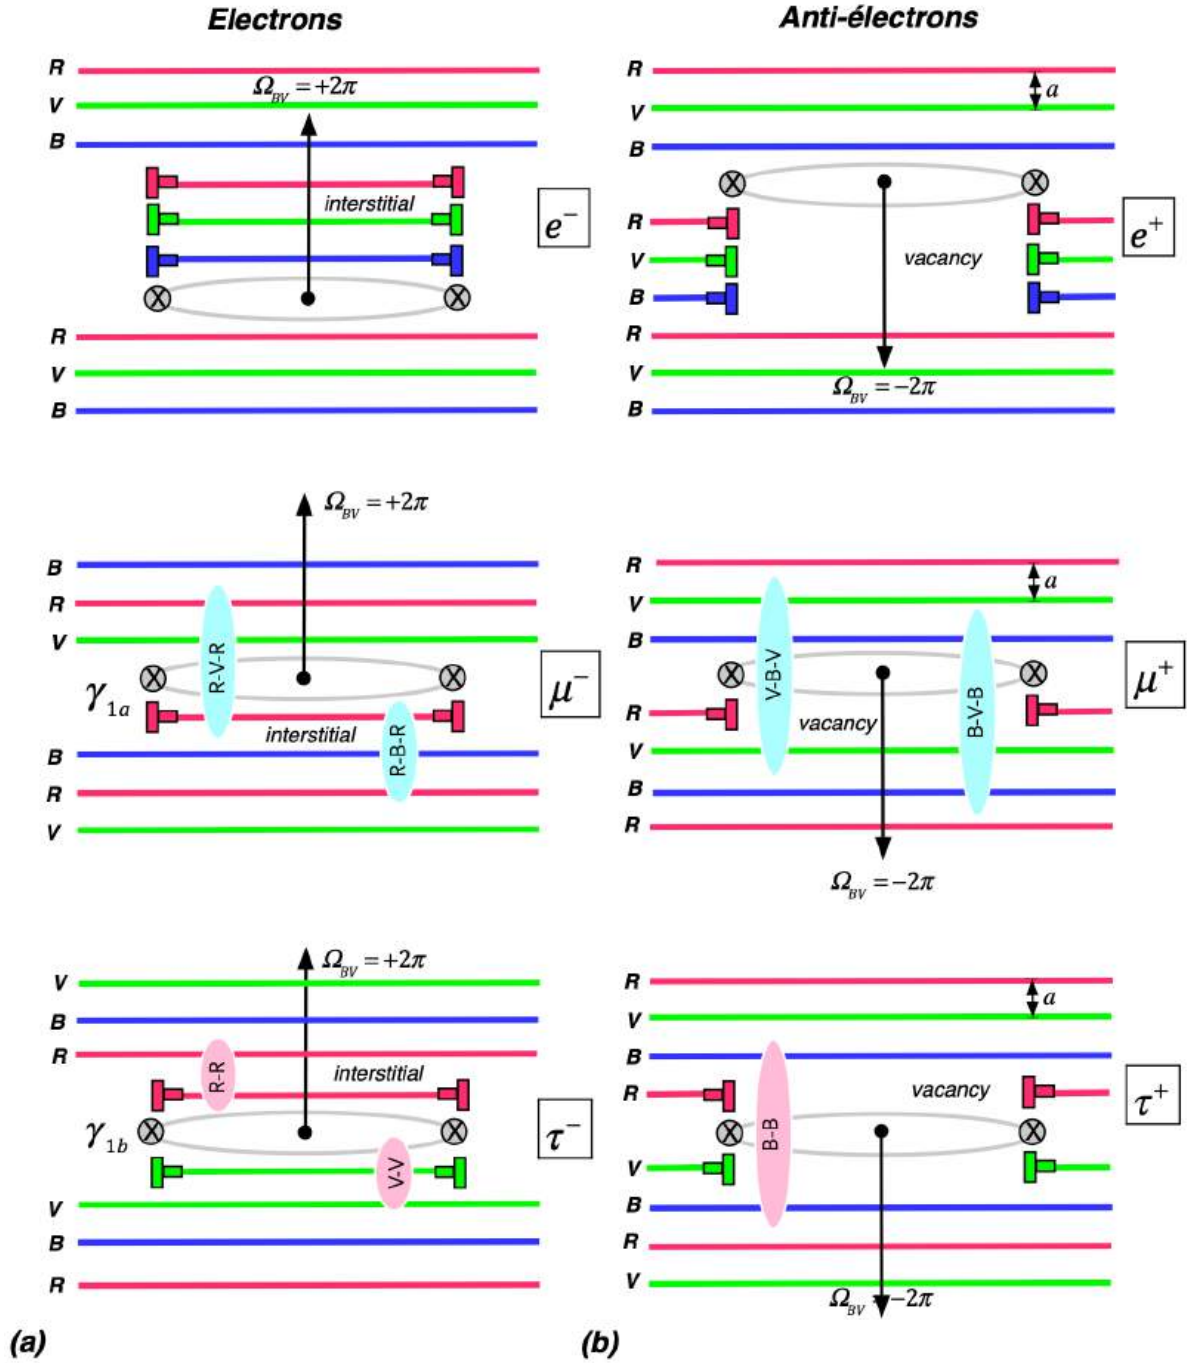 Electrons
R
Ω_BV = +2π
V
B
interstitial
e⁻
R
V
B
Anti-électrons
R
a
V
B
R
V
vacancy
B
e⁺
R
V
Ω_BV = −2π
B
Ω_BV = +2π
B
R
V
R-V-R
γ_1a
μ⁻
interstitial
B
R-B-R
R
V
R
a
V
B
V-B-V
B-V-B
μ⁺
R
vacancy
V
B
R
Ω_BV = −2π
Ω_BV = +2π
V
B
R
R-R
interstitial
γ_1b
τ⁻
V-V
V
B
R
R
a
V
B
R
vacancy
τ⁺
B-B
V
B
R
V
Ω_BV = −2π
(a)
(b)